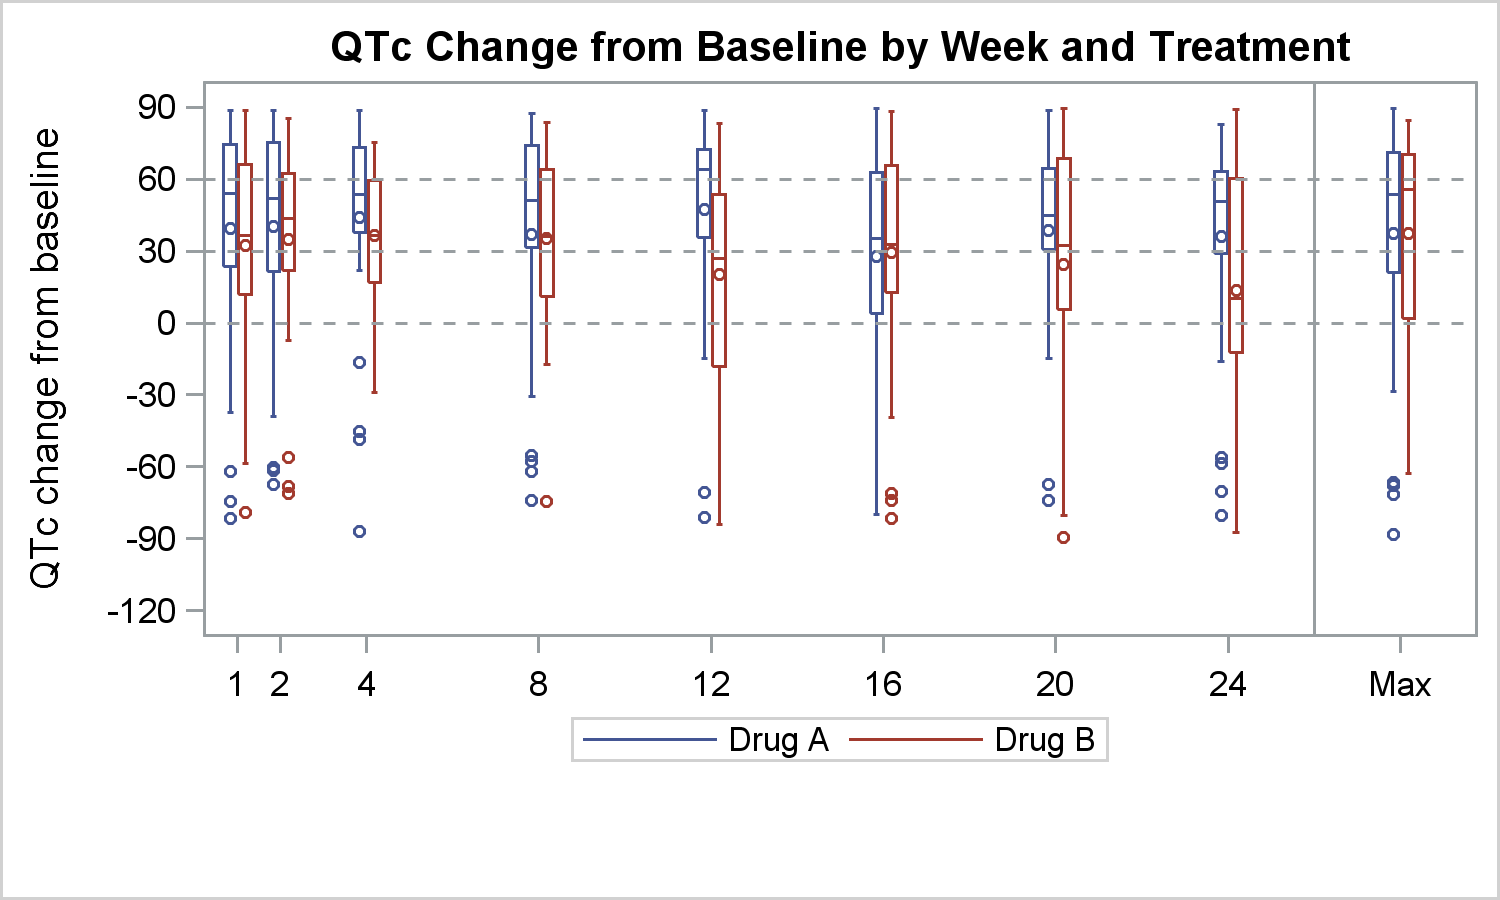 QTc Change from Baseline by Week and Treatment
QTc change from baseline
90
60
30
0
-30
-60
-90
-120
1 2 4 8 12 16 20 24 Max
Drug A Drug B